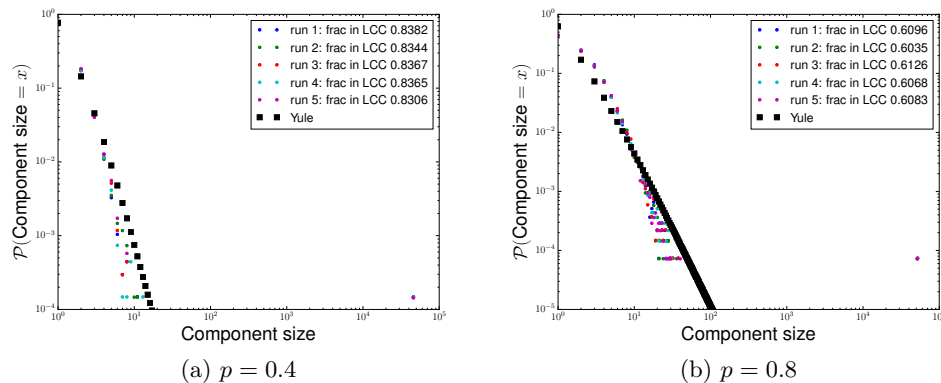 run 1: frac in LCC 0.8382
run 2: frac in LCC 0.8344
run 3: frac in LCC 0.8367
run 4: frac in LCC 0.8365
run 5: frac in LCC 0.8306
Yule
10⁰
10⁻¹
10⁻²
10⁻³
10⁻⁴
P(Component size = x)
10⁰ 10¹ 10² 10³ 10⁴ 10⁵
Component size
(a) p = 0.4
run 1: frac in LCC 0.6096
run 2: frac in LCC 0.6035
run 3: frac in LCC 0.6126
run 4: frac in LCC 0.6068
run 5: frac in LCC 0.6083
Yule
10⁰
10⁻¹
10⁻²
10⁻³
10⁻⁴
10⁻⁵
P(Component size = x)
10⁰ 10¹ 10² 10³ 10⁴ 10⁵
Component size
(b) p = 0.8